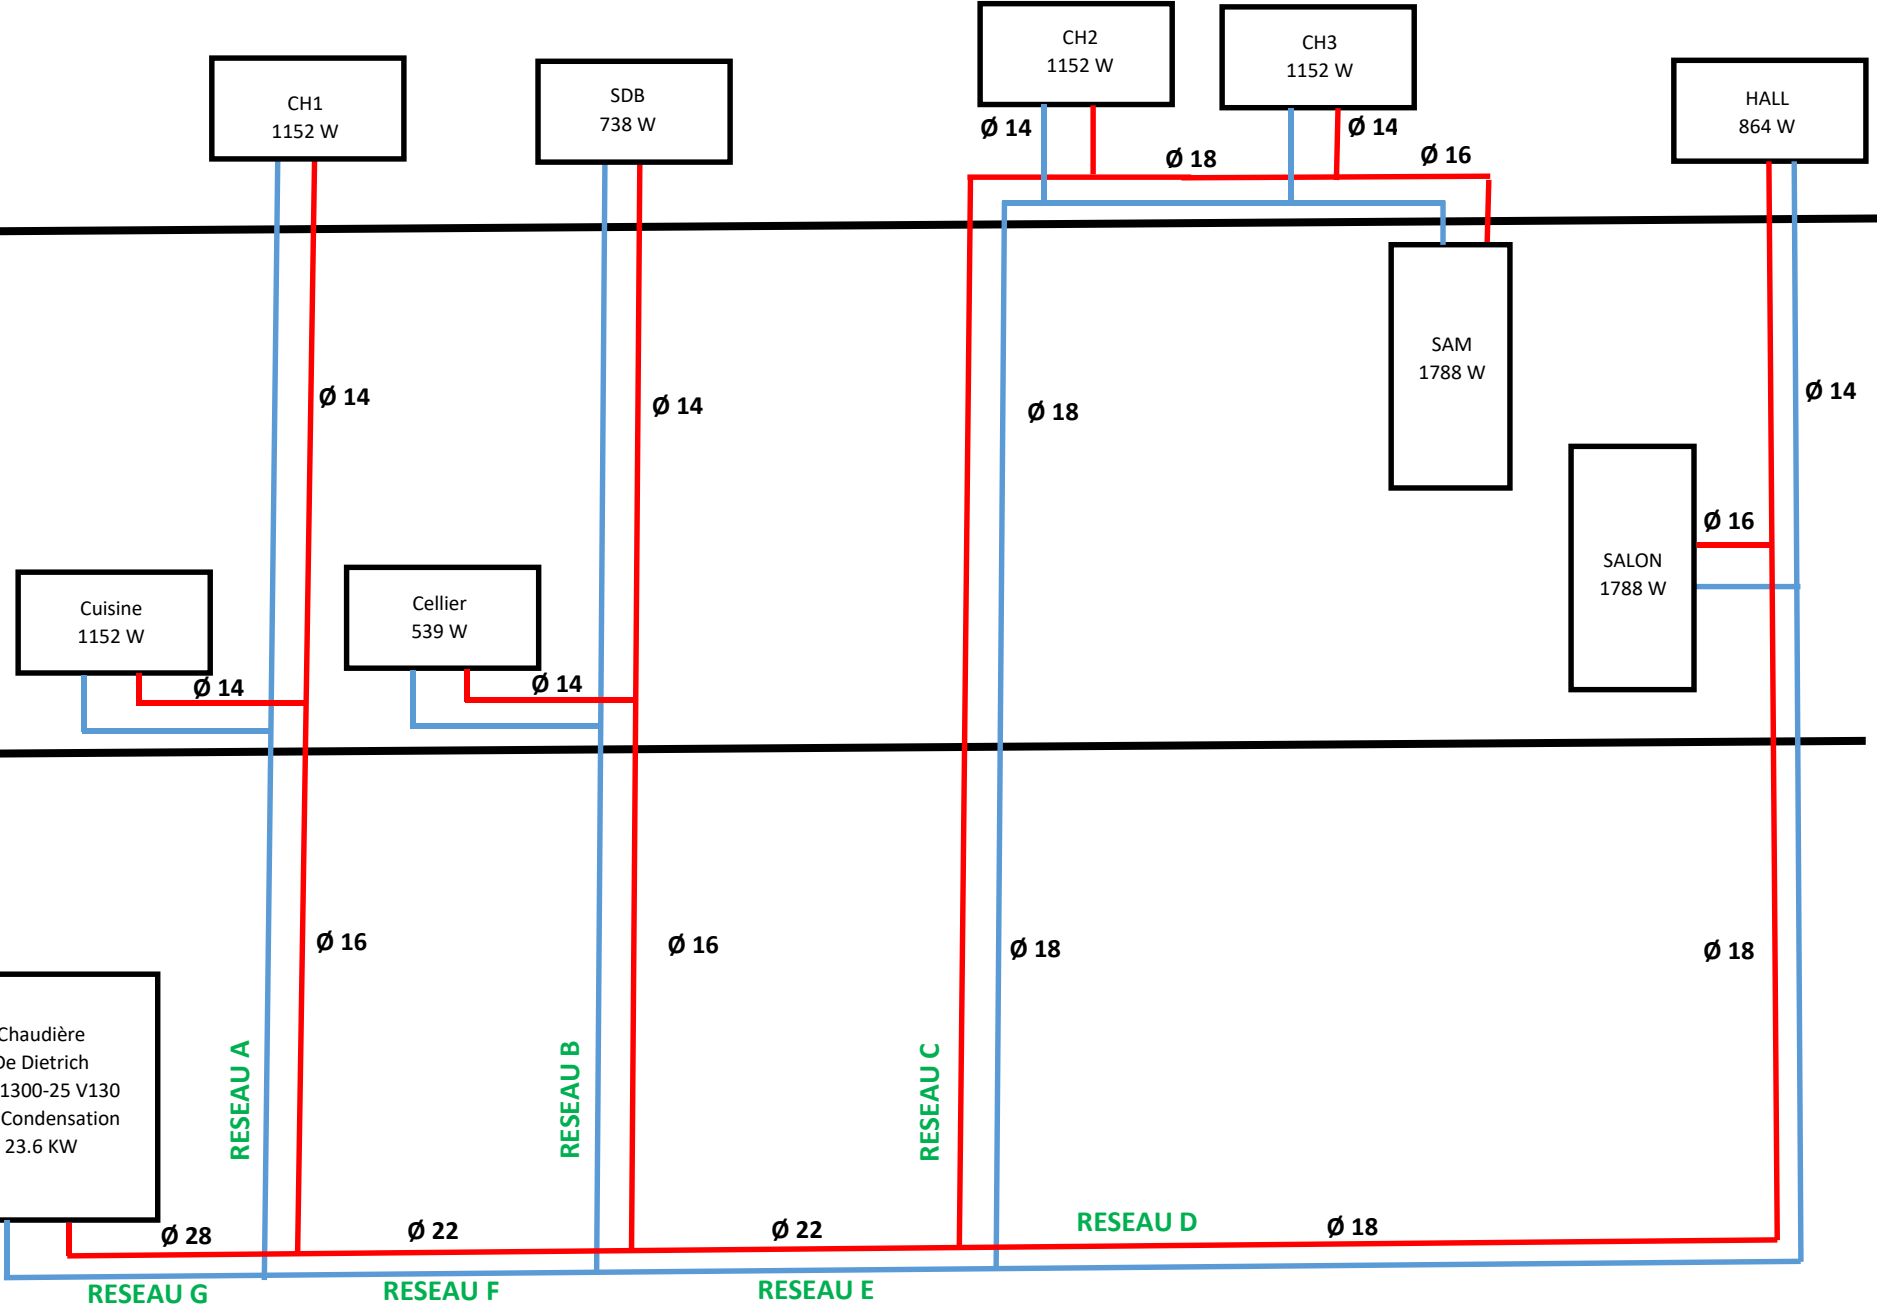 CH1
1152 W
SDB
738 W
CH2
1152 W
CH3
1152 W
HALL
864 W
Ø 14
Ø 14
Ø 18
Ø 16
SAM
1788 W
Ø 14
Ø 14
Ø 18
Ø 14
Ø 16
SALON
1788 W
Cuisine
1152 W
Cellier
539 W
Ø 14
Ø 14
Ø 16
Ø 16
Ø 18
Ø 18
Chaudière
De Dietrich
1300-25 V130
Condensation
23.6 KW
RESEAU A
RESEAU B
RESEAU C
RESEAU D
Ø 28
Ø 22
Ø 22
Ø 18
RESEAU G
RESEAU F
RESEAU E